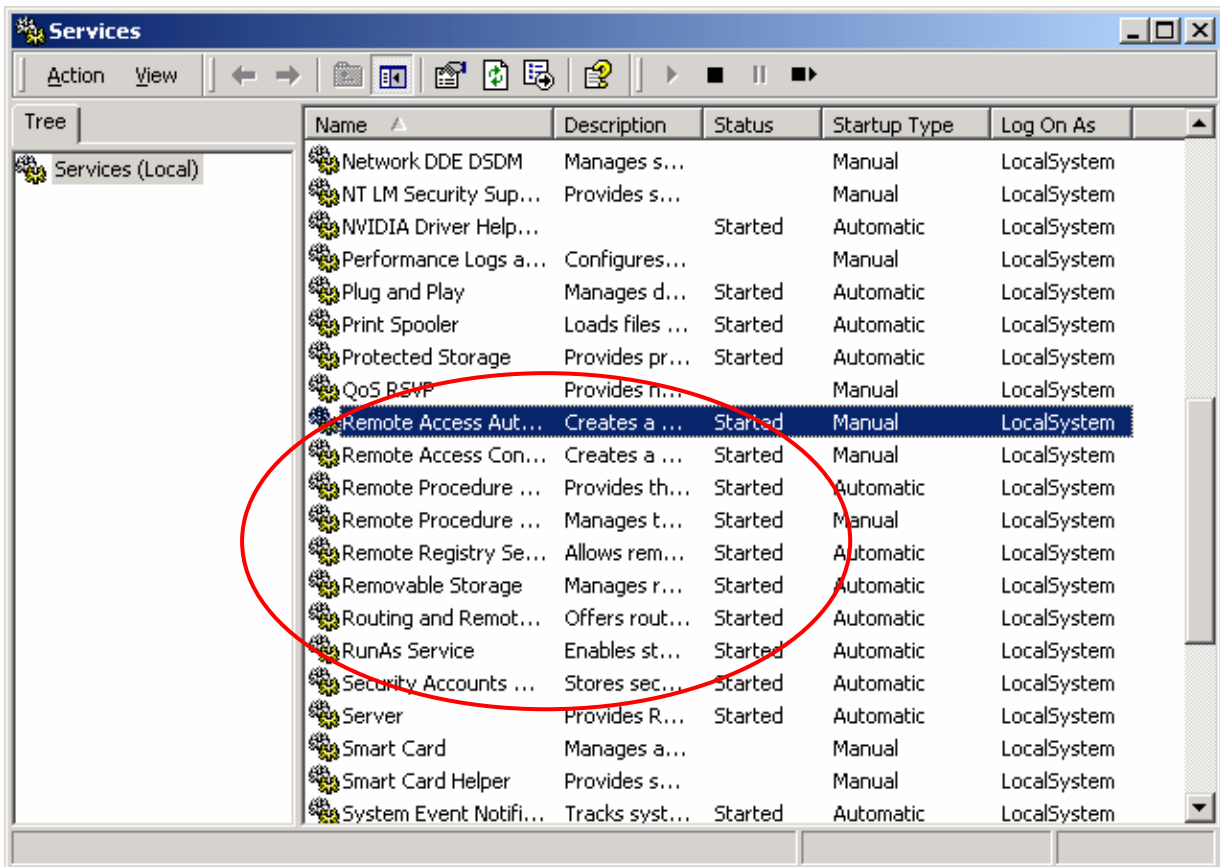 Services
Action View
Tree
Name Description Status Startup Type Log On As
Services (Local)
Network DDE DSDM Manages s... Manual LocalSystem
NT LM Security Sup... Provides s... Manual LocalSystem
NVIDIA Driver Help... Started Automatic LocalSystem
Performance Logs a... Configures... Manual LocalSystem
Plug and Play Manages d... Started Automatic LocalSystem
Print Spooler Loads files ... Started Automatic LocalSystem
Protected Storage Provides pr... Started Automatic LocalSystem
QoS RSVP Provides n... Manual LocalSystem
Remote Access Aut... Creates a ... Started Manual LocalSystem
Remote Access Con... Creates a ... Started Manual LocalSystem
Remote Procedure ... Provides th... Started Automatic LocalSystem
Remote Procedure ... Manages t... Started Manual LocalSystem
Remote Registry Se... Allows rem... Started Automatic LocalSystem
Removable Storage Manages r... Started Automatic LocalSystem
Routing and Remot... Offers rout... Started Automatic LocalSystem
RunAs Service Enables st... Started Automatic LocalSystem
Security Accounts ... Stores sec... Started Automatic LocalSystem
Server Provides R... Started Automatic LocalSystem
Smart Card Manages a... Manual LocalSystem
Smart Card Helper Provides s... Manual LocalSystem
System Event Notifi... Tracks syst... Started Automatic LocalSystem